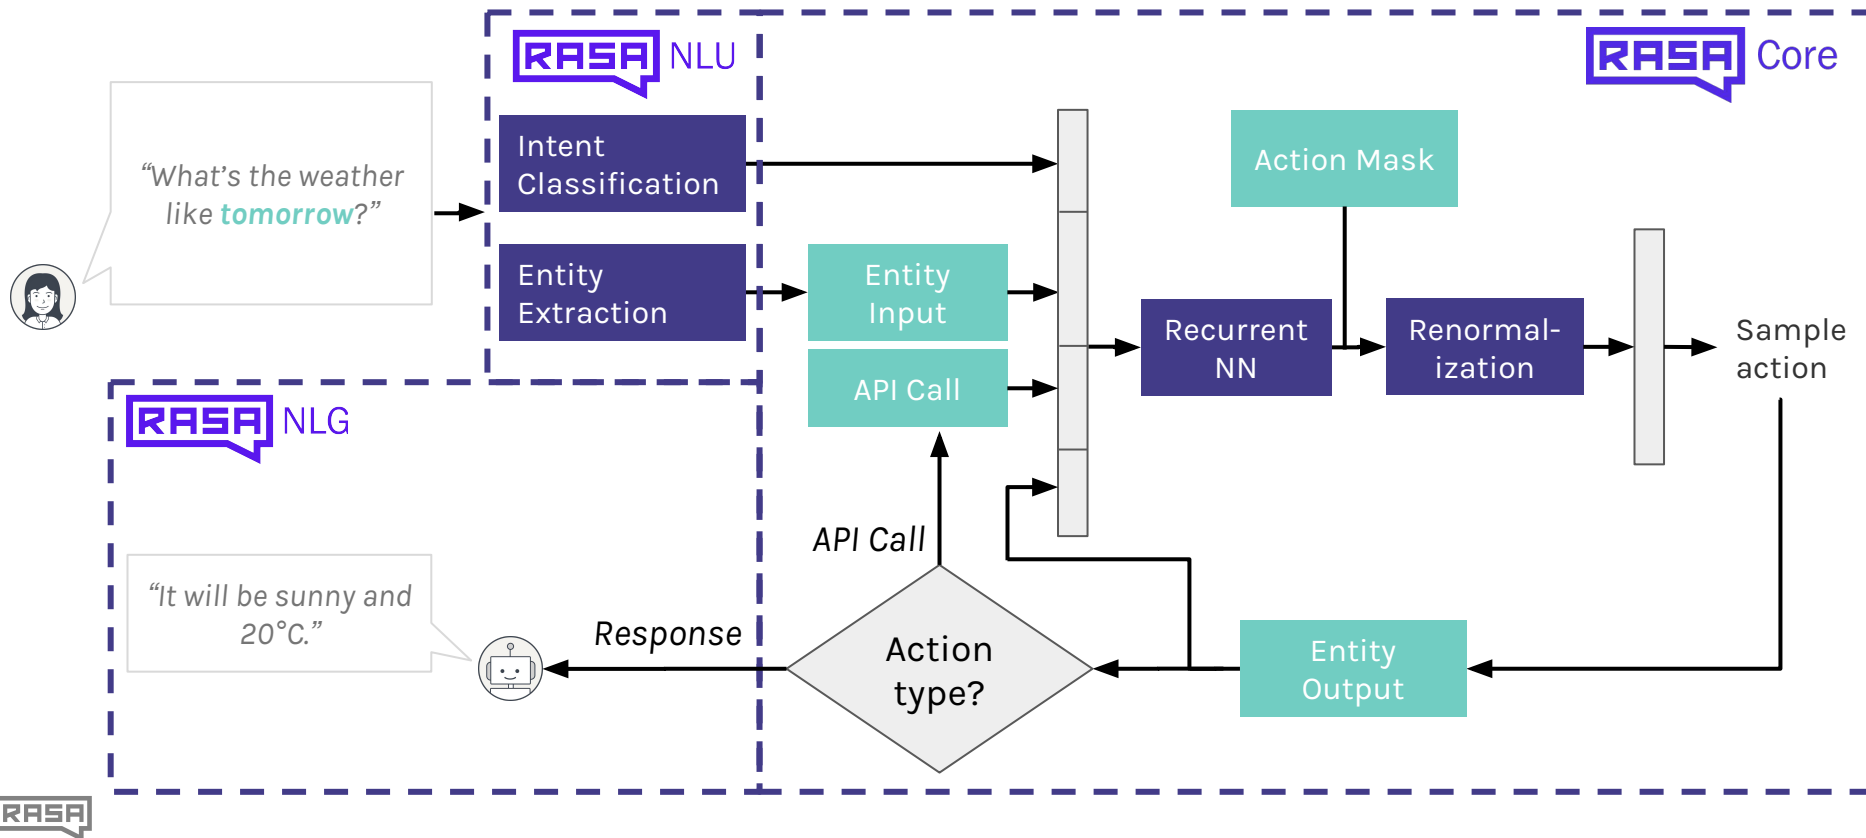 RASA NLU
RASA Core
“What’s the weather
like tomorrow?”
Intent
Classification
Entity
Extraction
Entity
Input
API Call
Action Mask
Recurrent
NN
Renormal-
ization
Sample
action
RASA NLG
“It will be sunny and
20°C.”
Response
API Call
Action
type?
Entity
Output
RASA